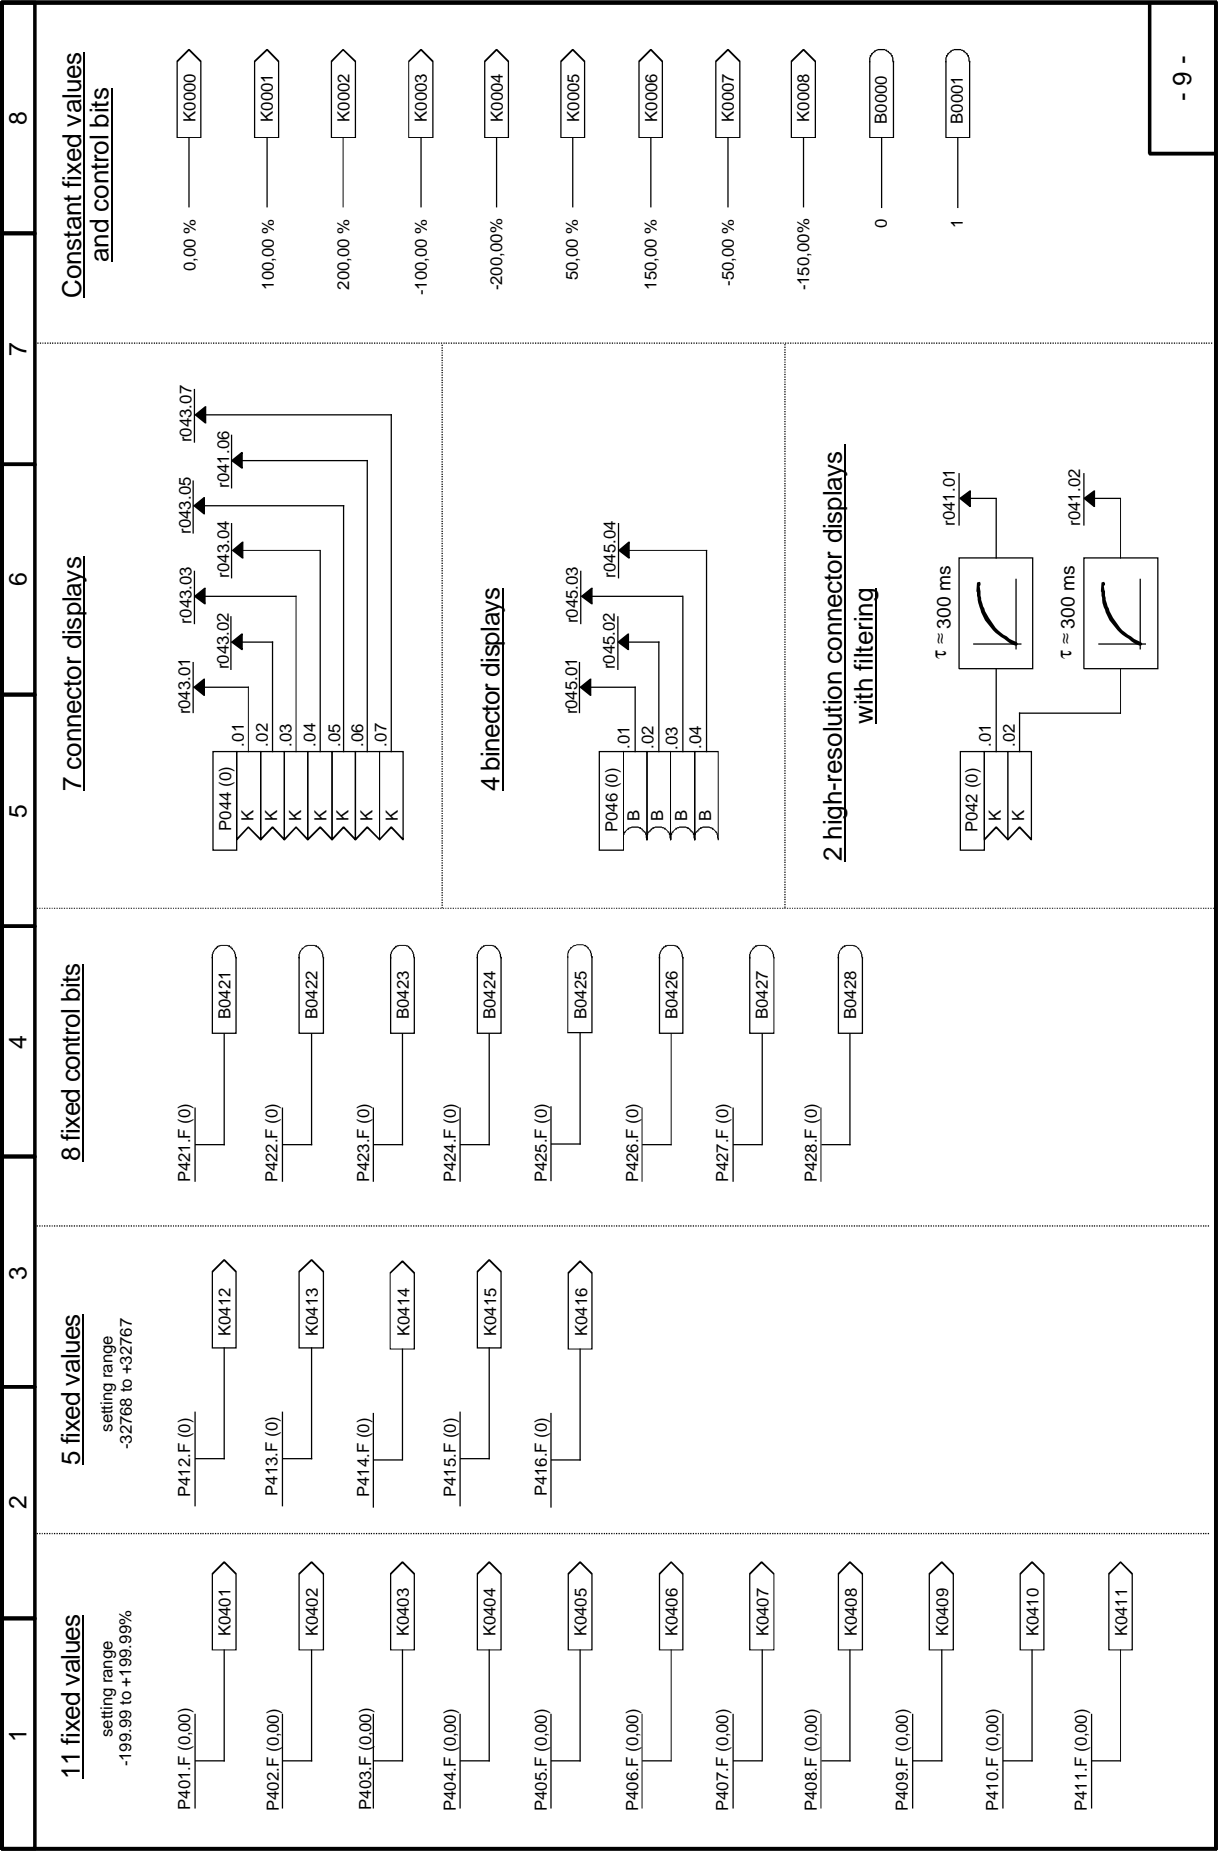 1
2
3
4
5
6
7
8
11 fixed values
setting range
-199.99 to +199.99%
P401.F (0,00)
K0401
P402.F (0,00)
K0402
P403.F (0,00)
K0403
P404.F (0,00)
K0404
P405.F (0,00)
K0405
P406.F (0,00)
K0406
P407.F (0,00)
K0407
P408.F (0,00)
K0408
P409.F (0,00)
K0409
P410.F (0,00)
K0410
P411.F (0,00)
K0411
5 fixed values
setting range
-32768 to +32767
P412.F (0)
K0412
P413.F (0)
K0413
P414.F (0)
K0414
P415.F (0)
K0415
P416.F (0)
K0416
8 fixed control bits
P421.F (0)
B0421
P422.F (0)
B0422
P423.F (0)
B0423
P424.F (0)
B0424
P425.F (0)
B0425
P426.F (0)
B0426
P427.F (0)
B0427
P428.F (0)
B0428
7 connector displays
P044 (0)
K .01
K .02
K .03
K .04
K .05
K .06
K .07
r043.01
r043.02
r043.03
r043.04
r043.05
r041.06
r043.07
4 binector displays
P046 (0)
B .01
B .02
B .03
B .04
r045.01
r045.02
r045.03
r045.04
2 high-resolution connector displays
with filtering
P042 (0)
K .01
K .02
τ ≈ 300 ms
r041.01
τ ≈ 300 ms
r041.02
Constant fixed values
and control bits
0,00 %
K0000
100,00 %
K0001
200,00 %
K0002
-100,00 %
K0003
-200,00%
K0004
50,00 %
K0005
150,00 %
K0006
-50,00 %
K0007
-150,00%
K0008
0
B0000
1
B0001
- 9 -